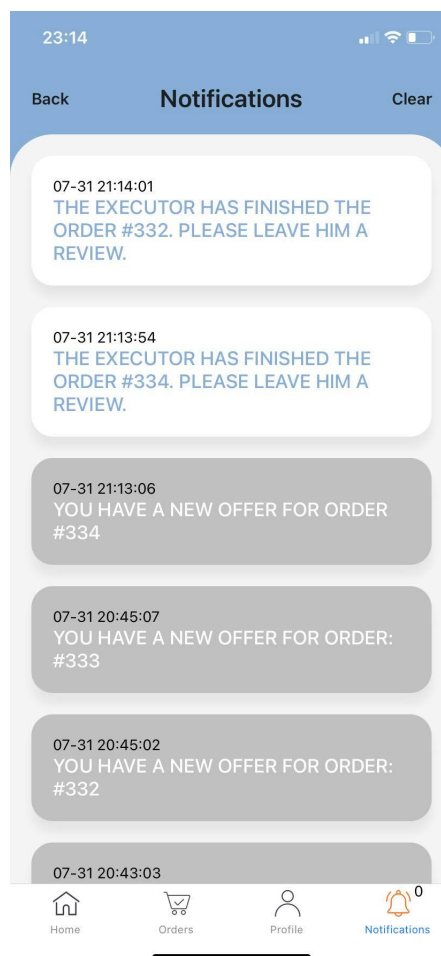 23:14
Back
Notifications
Clear
07-31 21:14:01
THE EXECUTOR HAS FINISHED THE
ORDER #332. PLEASE LEAVE HIM A
REVIEW.
07-31 21:13:54
THE EXECUTOR HAS FINISHED THE
ORDER #334. PLEASE LEAVE HIM A
REVIEW.
07-31 21:13:06
YOU HAVE A NEW OFFER FOR ORDER
#334
07-31 20:45:07
YOU HAVE A NEW OFFER FOR ORDER:
#333
07-31 20:45:02
YOU HAVE A NEW OFFER FOR ORDER:
#332
07-31 20:43:03
0
Home
Orders
Profile
Notifications